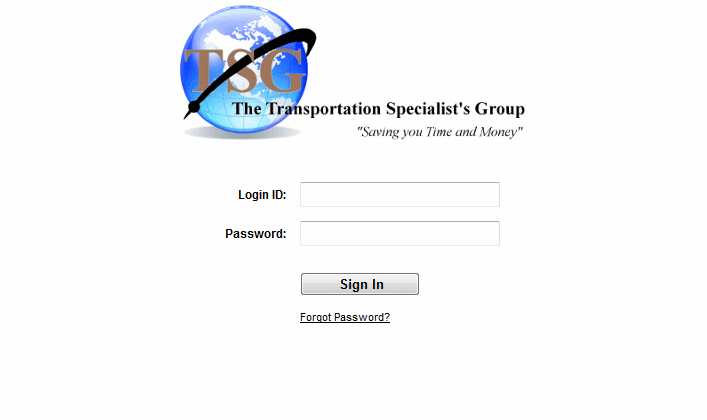 TSG
The Transportation Specialist's Group
"Saving you Time and Money"
Login ID:
Password:
Sign In
Forgot Password?